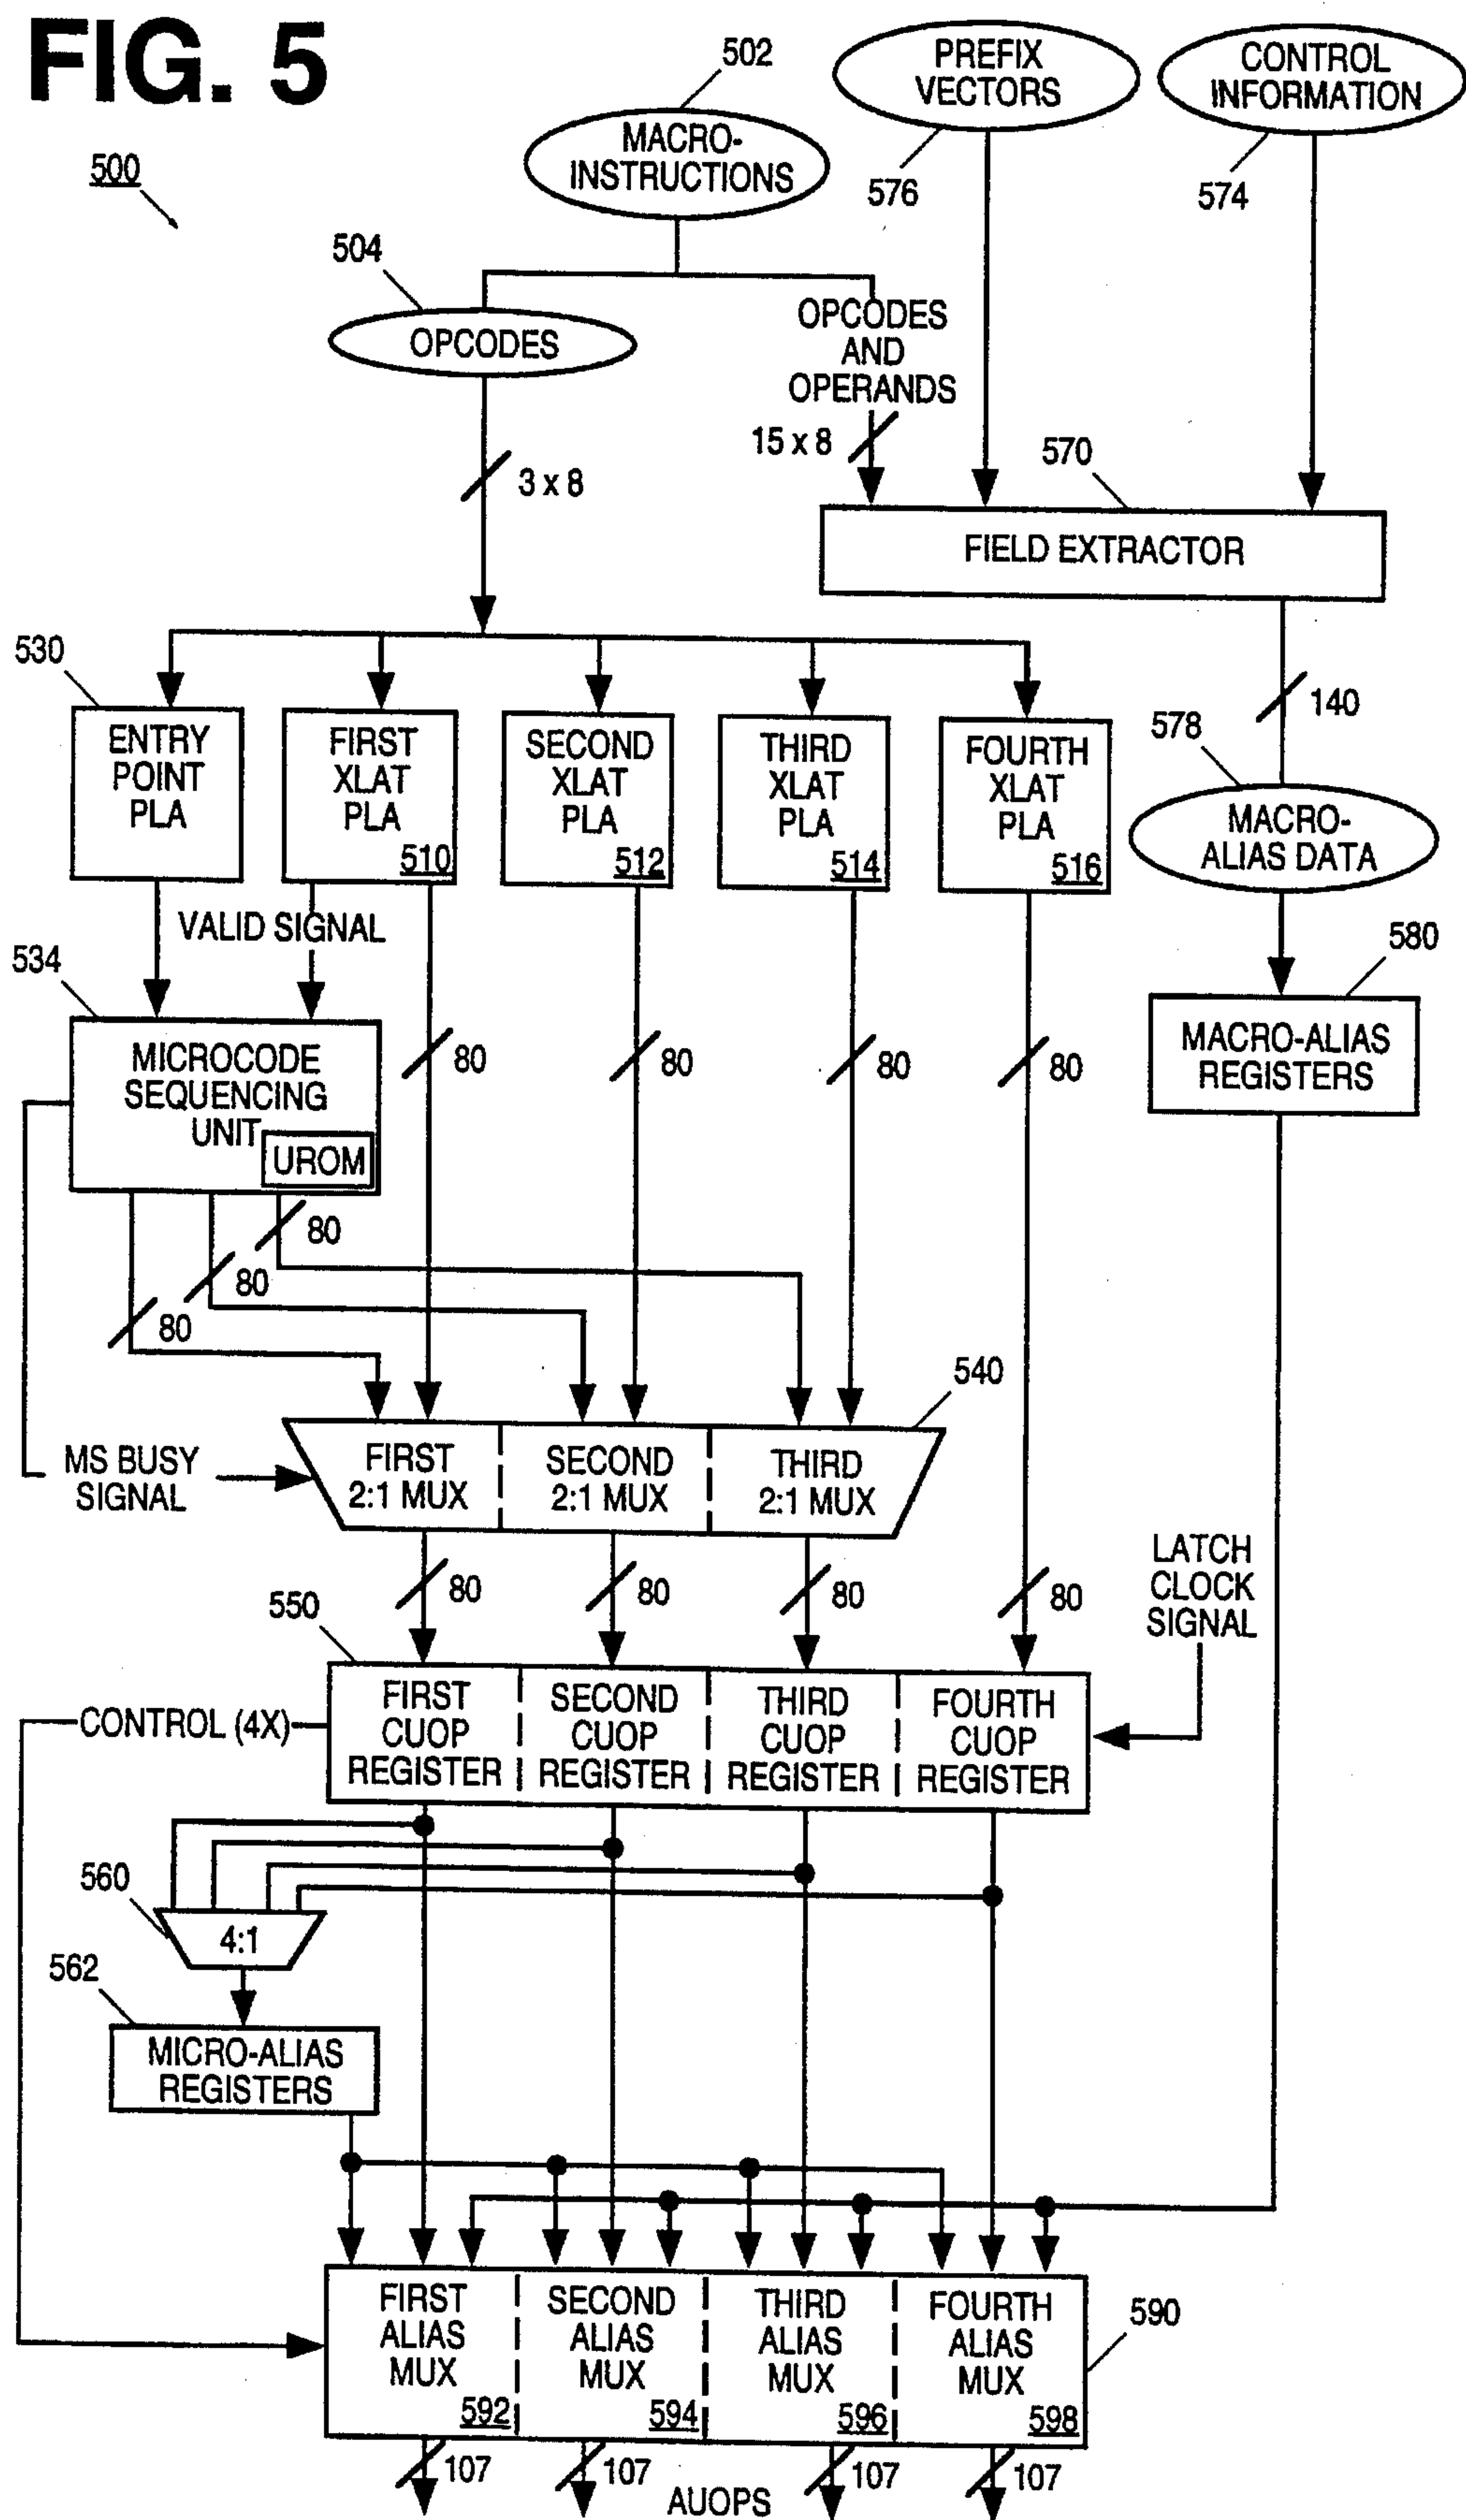 FIG. 5
500
502
MACRO-
INSTRUCTIONS
PREFIX
VECTORS
576
CONTROL
INFORMATION
574
504
OPCODES
OPCODES
AND
OPERANDS
15 x 8
3 x 8
570
FIELD EXTRACTOR
140
578
MACRO-
ALIAS DATA
580
MACRO-ALIAS
REGISTERS
530
ENTRY
POINT
PLA
FIRST
XLAT
PLA
510
SECOND
XLAT
PLA
512
THIRD
XLAT
PLA
514
FOURTH
XLAT
PLA
516
VALID SIGNAL
534
MICROCODE
SEQUENCING
UNIT
UROM
80
80
80
80
80
80
80
540
MS BUSY
SIGNAL
FIRST
2:1 MUX
SECOND
2:1 MUX
THIRD
2:1 MUX
80
80
80
80
LATCH
CLOCK
SIGNAL
550
CONTROL (4X)
FIRST
CUOP
REGISTER
SECOND
CUOP
REGISTER
THIRD
CUOP
REGISTER
FOURTH
CUOP
REGISTER
560
4:1
562
MICRO-ALIAS
REGISTERS
FIRST
ALIAS
MUX
592
SECOND
ALIAS
MUX
594
THIRD
ALIAS
MUX
596
FOURTH
ALIAS
MUX
598
590
107
107
107
107
AUOPS